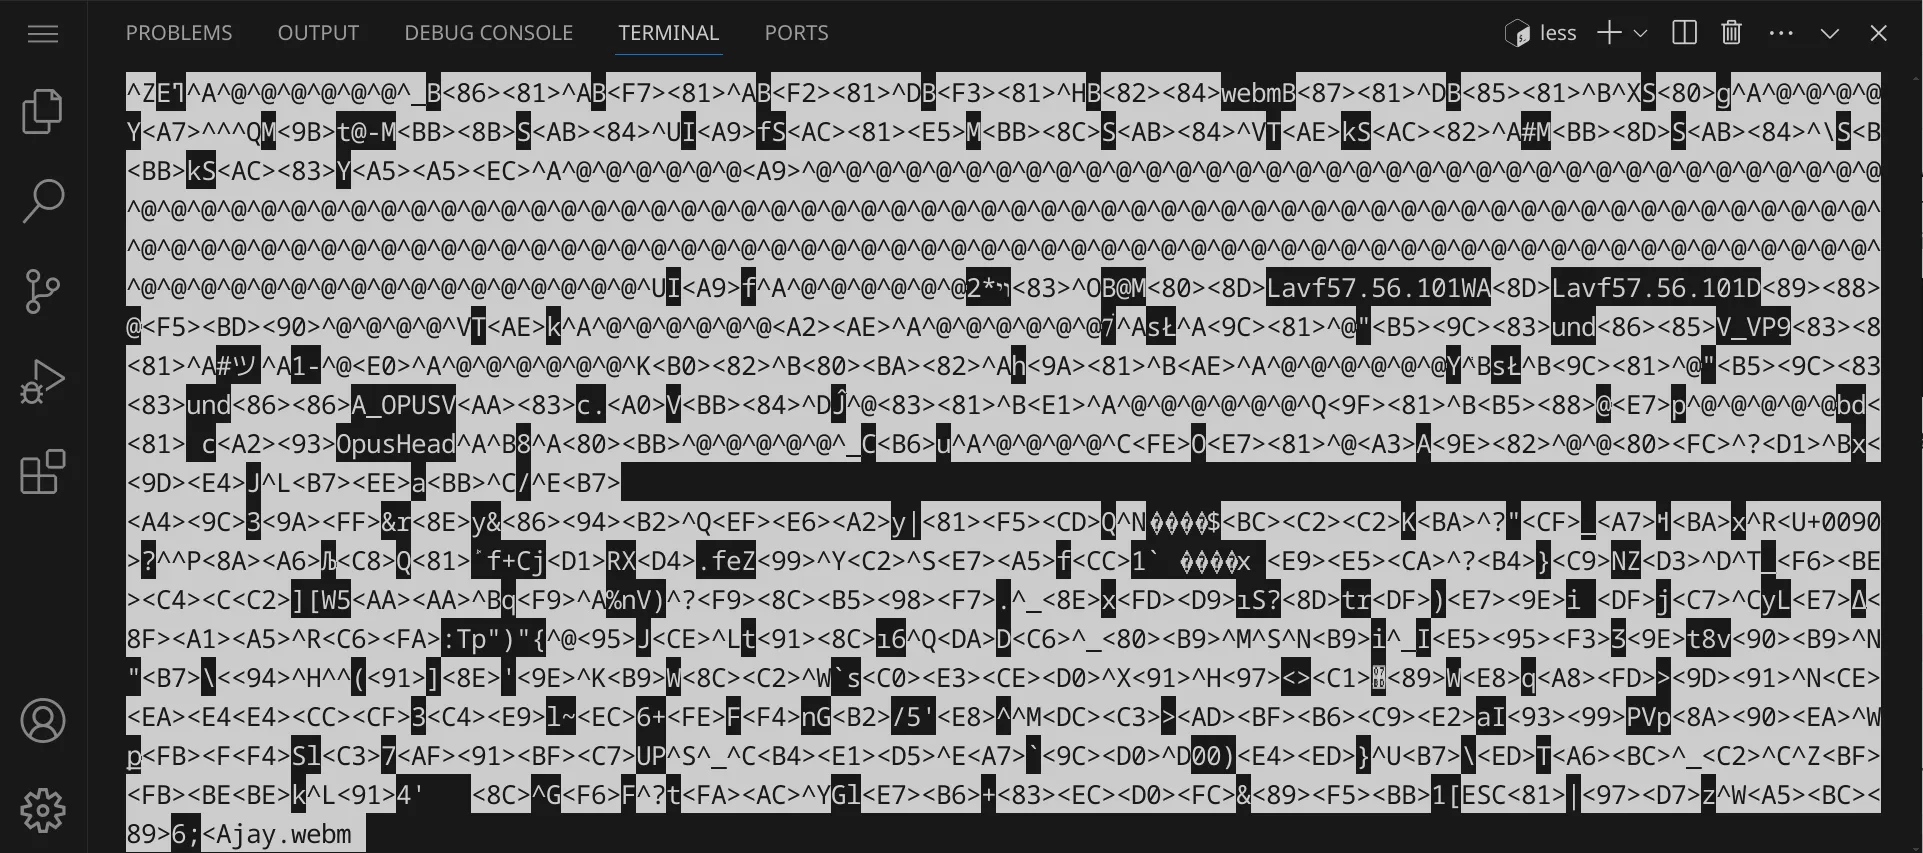 ^ZE⁊^A^@^@^@^@^@^@^_B<86><81>^AB<F7><81>^AB<F2><81>^DB<F3><81>^HB<82><84>webmB<87><81>^DB<85><81>^B^XS<80>g^A^@^@^@^@
Y<A7>^^^QM<9B>t@-M<BB><8B>S<AB><84>^UI<A9>fS<AC><81><E5>M<BB><8C>S<AB><84>^VT<AE>kS<AC><82>^A#M<BB><8D>S<AB><84>^\S<B
<BB>kS<AC><83>Y<A5><A5><EC>^A^@^@^@^@^@^@<A9>^@^@^@^@^@^@^@^@^@^@^@^@^@^@^@^@^@^@^@^@^@^@^@^@^@^@^@^@^@^@^@^@^@^@^@^@
^@^@^@^@^@^@^@^@^@^@^@^@^@^@^@^@^@^@^@^@^@^@^@^@^@^@^@^@^@^@^@^@^@^@^@^@^@^@^@^@^@^@^@^@^@^@^@^@^@^@^@^@^@^@^@^@^@^@^
^@^@^@^@^@^@^@^@^@^@^@^@^@^@^@^@^@^@^@^@^@^@^@^@^@^@^@^@^@^@^@^@^@^@^@^@^@^@^@^@^@^@^@^@^@^@^@^@^@^@^@^@^@^@^@^@^@^@^
^@^@^@^@^@^@^@^@^@^@^@^@^@^@^@^@^@^UI<A9>f^A^@^@^@^@^@^@2*ײ<83>^OB@M<80><8D>Lavf57.56.101WA<8D>Lavf57.56.101D<89><88>
@<F5><BD><90>^@^@^@^@^VT<AE>k^A^@^@^@^@^@^@<A2><AE>^A^@^@^@^@^@^@7^AsŁ^A<9C><81>^@"<B5><9C><83>und<86><85>V_VP9<83><8
<81>^A#ツ^A1-^@<E0>^A^@^@^@^@^@^@^K<B0><82>^B<80><BA><82>^Ah<9A><81>^B<AE>^A^@^@^@^@^@^@Y^BsŁ^B<9C><81>^@"<B5><9C><83
<83>und<86><86>A_OPUSV<AA><83>c.<A0>V<BB><84>^DĴ^@<83><81>^B<E1>^A^@^@^@^@^@^@^Q<9F><81>^B<B5><88>@<E7>p^@^@^@^@^@bd<
<81> c<A2><93>OpusHead^A^B8^A<80><BB>^@^@^@^@^@^_C<B6>u^A^@^@^@^@^C<FE>O<E7><81>^@<A3>A<9E><82>^@^@<80><FC>^?<D1>^Bx<
<9D><E4>J^L<B7><EE>a<BB>^C/^E<B7>
<A4><9C>3<9A><FF>&r<8E>y&<86><94><B2>^Q<EF><E6><A2>y|<81><F5><CD>Q^N����$<BC><C2><C2>K<BA>^?"<CF>_<A7>ꟸ<BA>x^R<U+0090
>?^^P<8A><A6>Љ<C8>Q<81> f+Cj<D1>RX<D4>.feZ<99>^Y<C2>^S<E7><A5>f<CC>1` ����x <E9><E5><CA>^?<B4>}<C9>NZ<D3>^D^T_<F6><BE
><C4><C<C2>][W5<AA><AA>^Bq<F9>^A%nV)^?<F9><8C><B5><98><F7>.^_<8E>x<FD><D9>ıS?<8D>tr<DF>)<E7><9E>i <DF>j<C7>^CyL<E7>Δ<
8F><A1><A5>^R<C6><FA>:Tp")"{^@<95>J<CE>^Lt<91><8C>ı6^Q<DA>D<C6>^_<80><B9>^M^S^N<B9>i^_I<E5><95><F3>3<9E>t8v<90><B9>^N
"<B7>\<<94>^H^^(<91>]<8E>'<9E>^K<B9>W<8C><C2>^W`s<C0><E3><CE><D0>^X<91>^H<97><><C1><89>W<E8>q<A8><FD>><9D><91>^N<CE>
<EA><E4><E4><CC><CF>3<C4><E9>l~<EC>6+<FE>F<F4>nG<B2>/5'<E8>^^M<DC><C3>><AD><BF><B6><C9><E2>aI<93><99>PVp<8A><90><EA>^W
p<FB><F<F4>Sl<C3>7<AF><91><BF><C7>UP^S^_^C<B4><E1><D5>^E<A7>`<9C><D0>^D00)<E4><ED>}^U<B7>\<ED>T<A6><BC>^_<C2>^C^Z<BF>
<FB><BE<BE>k^L<91>4'   <8C>^G<F6>F^?t<FA><AC>^YGl<E7><B6>+<83><EC><D0><FC>&<89><F5><BB>1[ESC<81>|<97><D7>z^W<A5><BC><
89>6;<Ajay.webm
PROBLEMS OUTPUT DEBUG CONSOLE TERMINAL PORTS less